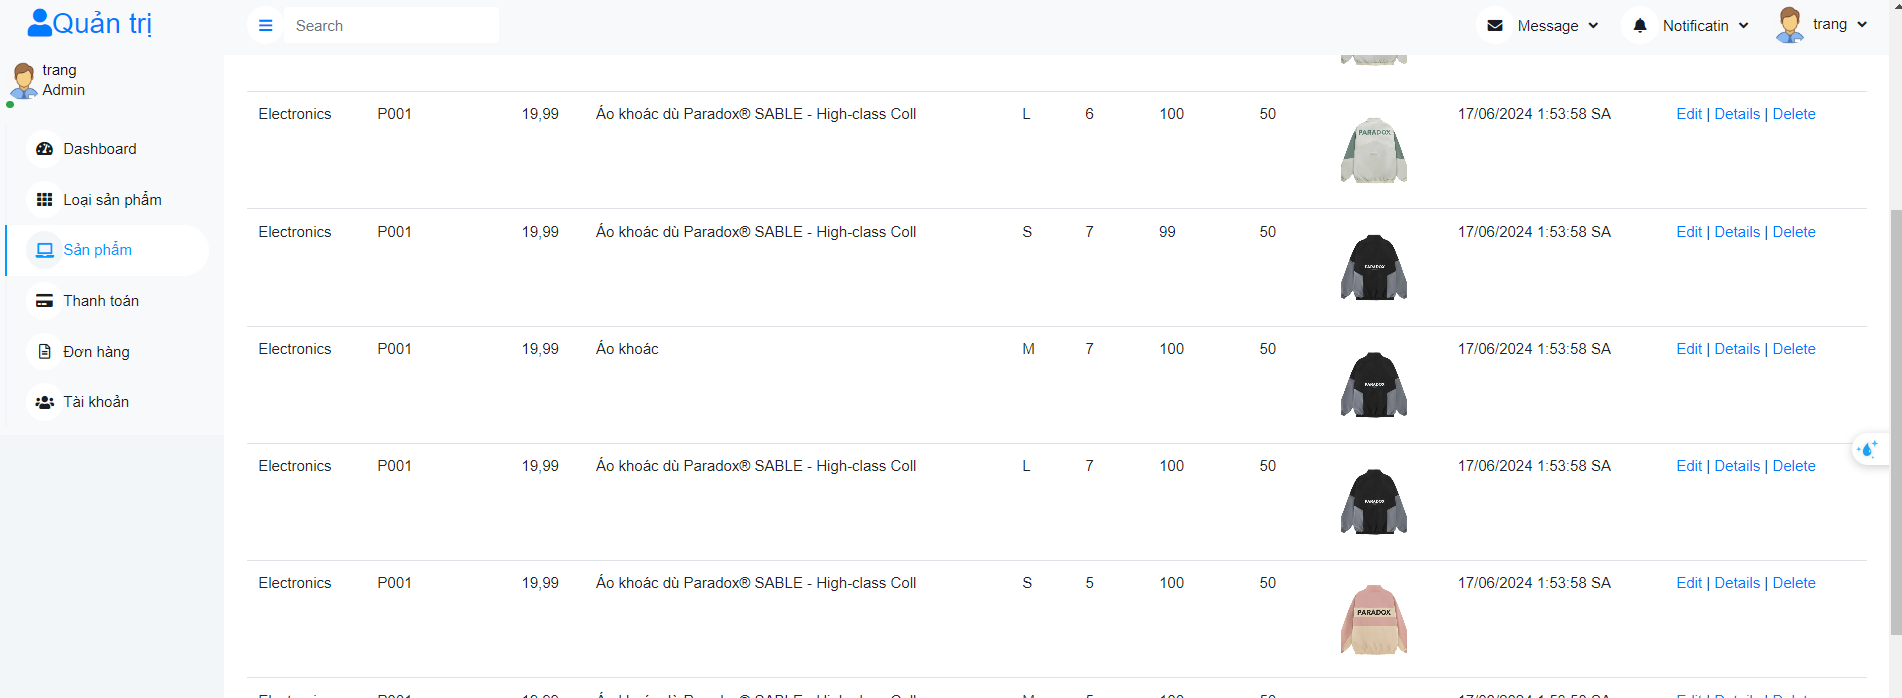 Quản trị
Search
Message
Notificatin
trang
trang
Admin
Dashboard
Loại sản phẩm
Sản phẩm
Thanh toán
Đơn hàng
Tài khoản
Electronics P001 19,99 Áo khoác dù Paradox® SABLE - High-class Coll L 6 100 50 17/06/2024 1:53:58 SA Edit | Details | Delete
PARADOX
Electronics P001 19,99 Áo khoác dù Paradox® SABLE - High-class Coll S 7 99 50 17/06/2024 1:53:58 SA Edit | Details | Delete
PARADOX
Electronics P001 19,99 Áo khoác M 7 100 50 17/06/2024 1:53:58 SA Edit | Details | Delete
PARADOX
Electronics P001 19,99 Áo khoác dù Paradox® SABLE - High-class Coll L 7 100 50 17/06/2024 1:53:58 SA Edit | Details | Delete
PARADOX
Electronics P001 19,99 Áo khoác dù Paradox® SABLE - High-class Coll S 5 100 50 17/06/2024 1:53:58 SA Edit | Details | Delete
PARADOX